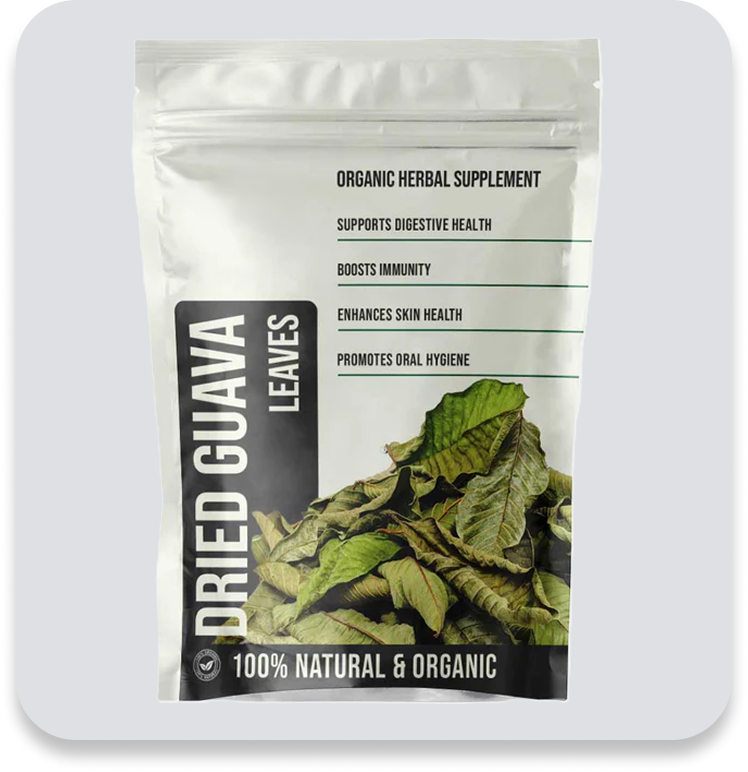 ORGANIC HERBAL SUPPLEMENT
SUPPORTS DIGESTIVE HEALTH
BOOSTS IMMUNITY
ENHANCES SKIN HEALTH
PROMOTES ORAL HYGIENE
DRIED GUAVA
LEAVES
100% NATURAL & ORGANIC